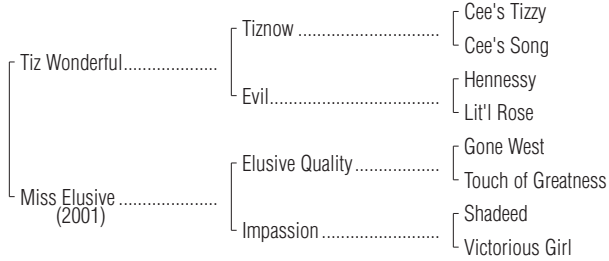 Cee's Tizzy
Tiznow
Cee's Song
Tiz Wonderful
Hennessy
Evil
Lit'l Rose
Gone West
Elusive Quality
Touch of Greatness
Miss Elusive
(2001)
Shadeed
Impassion
Victorious Girl